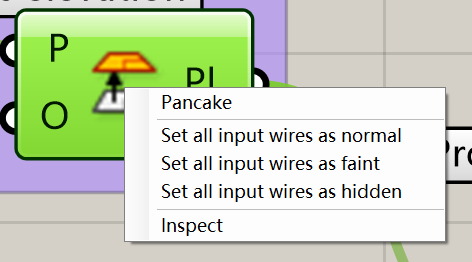 P
O
Pl
Pancake
Set all input wires as normal
Set all input wires as faint
Set all input wires as hidden
Inspect